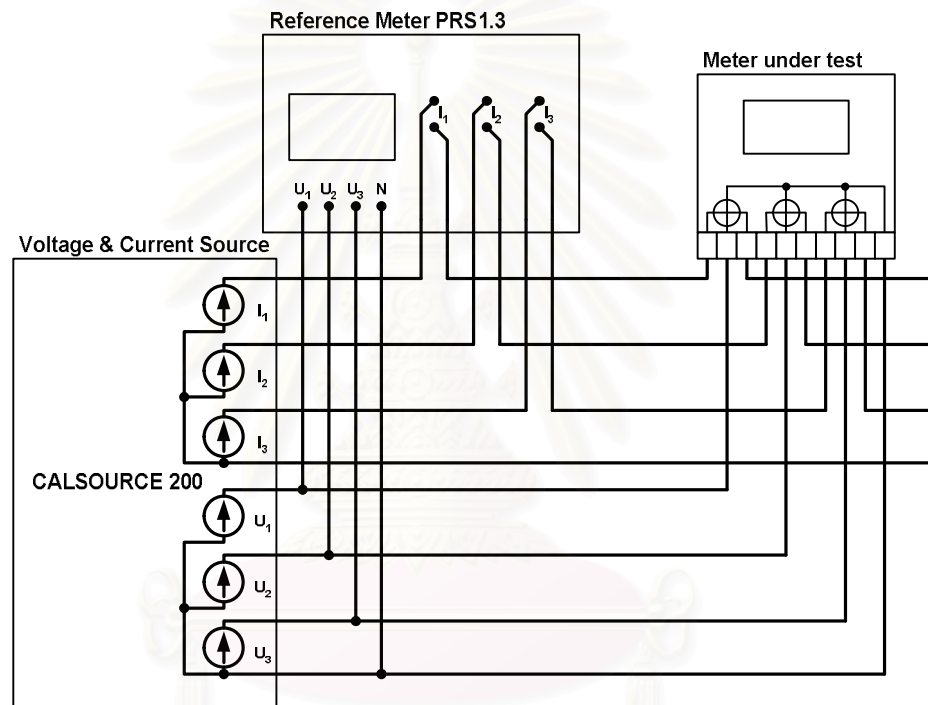 Reference Meter PRS1.3
Meter under test
I₁ I₂ I₃
U₁ U₂ U₃ N
Voltage & Current Source
I₁
I₂
I₃
CALSOURCE 200
U₁
U₂
U₃